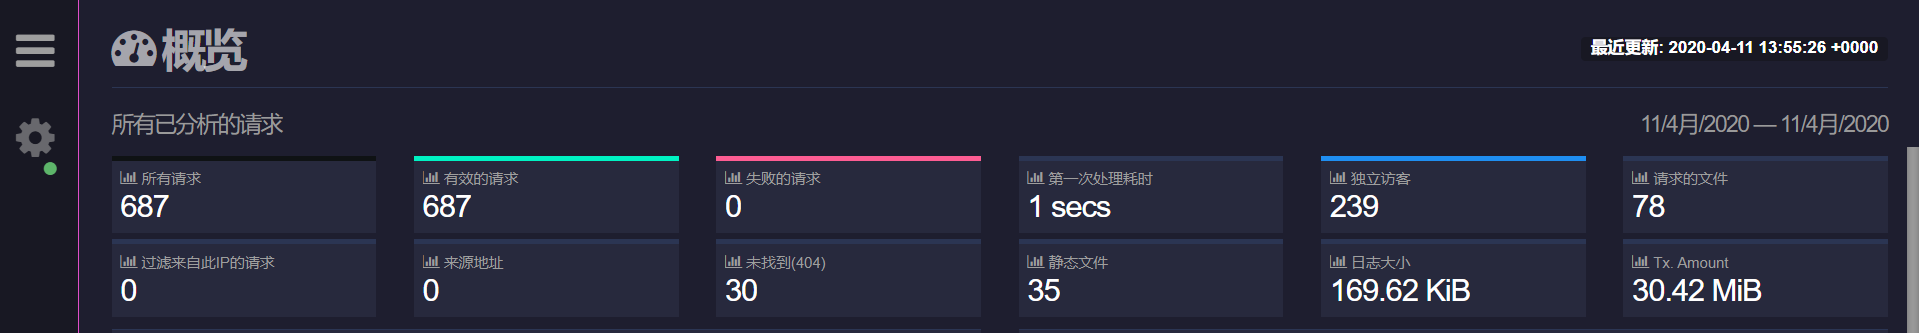 概览
最近更新: 2020-04-11 13:55:26 +0000
所有已分析的请求
11/4月/2020 — 11/4月/2020
所有请求
687
有效的请求
687
失败的请求
0
第一次处理耗时
1 secs
独立访客
239
请求的文件
78
过滤来自此IP的请求
0
来源地址
0
未找到(404)
30
静态文件
35
日志大小
169.62 KiB
Tx. Amount
30.42 MiB